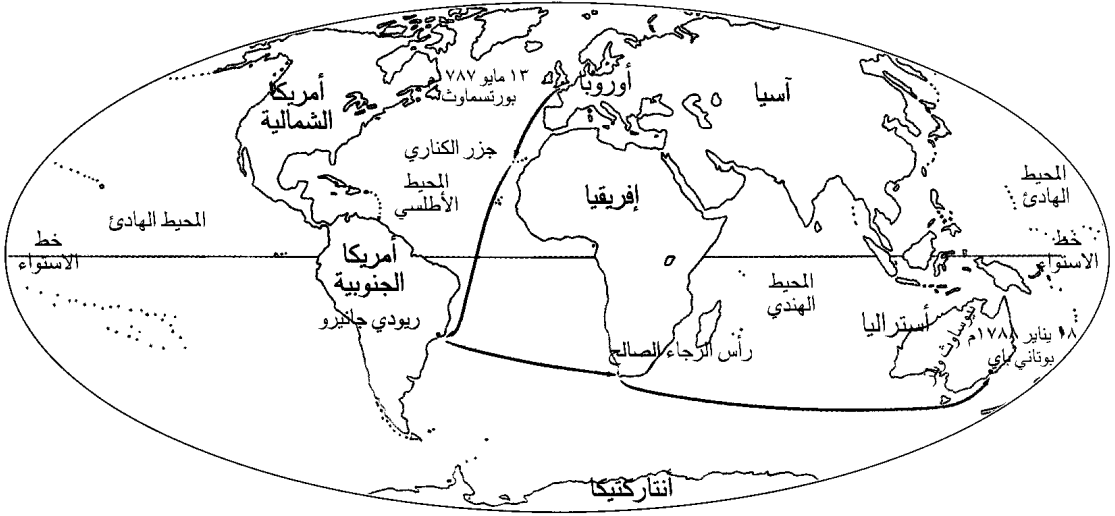 ١٣ مايو ٧٨٧
بورتسماوث
أوروبا
آسيا
أمريكا
الشمالية
جزر الكناري
المحيط
الأطلسي
إفريقيا
المحيط
الهادئ
المحيط الهادئ
خط
الاستواء
خط
الاستواء
أمريكا
الجنوبية
المحيط
الهندي
ريودي جانيرو
أستراليا
نيوساوث ويلز
١٨ يناير ١٧٨٨م
بوتاني باي
رأس الرجاء الصالح
أنتاركتيكا